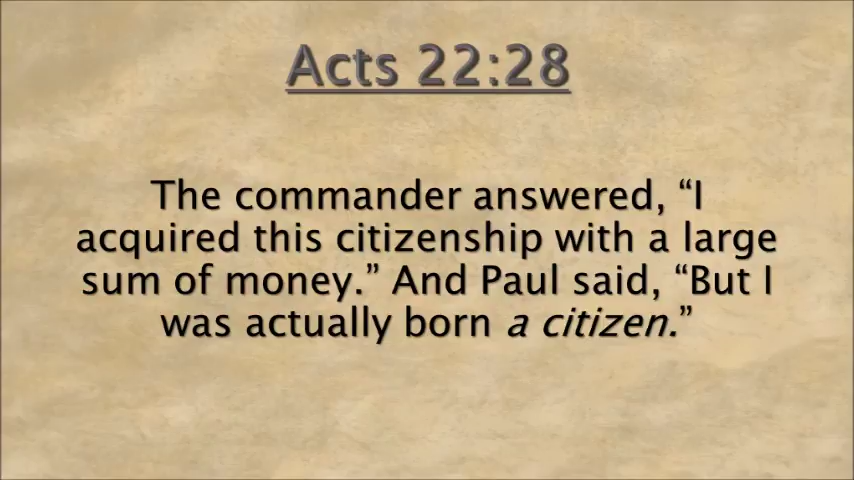 Acts 22:28
The commander answered, “I
acquired this citizenship with a large
sum of money.” And Paul said, “But I
was actually born a citizen.”